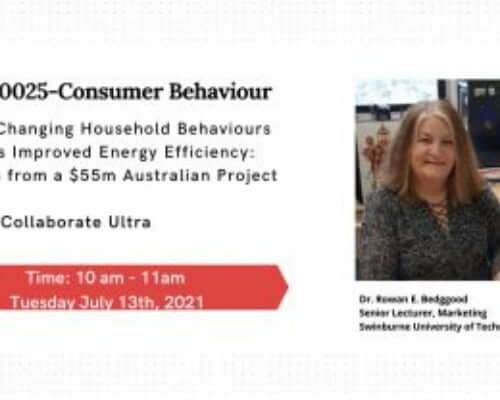 0025-Consumer Behaviour
Changing Household Behaviours
s Improved Energy Efficiency:
from a $55m Australian Project
Collaborate Ultra
Time: 10 am - 11am
Tuesday July 13th, 2021
Dr. Rowan E. Bedggood
Senior Lecturer, Marketing
Swinburne University of Techn